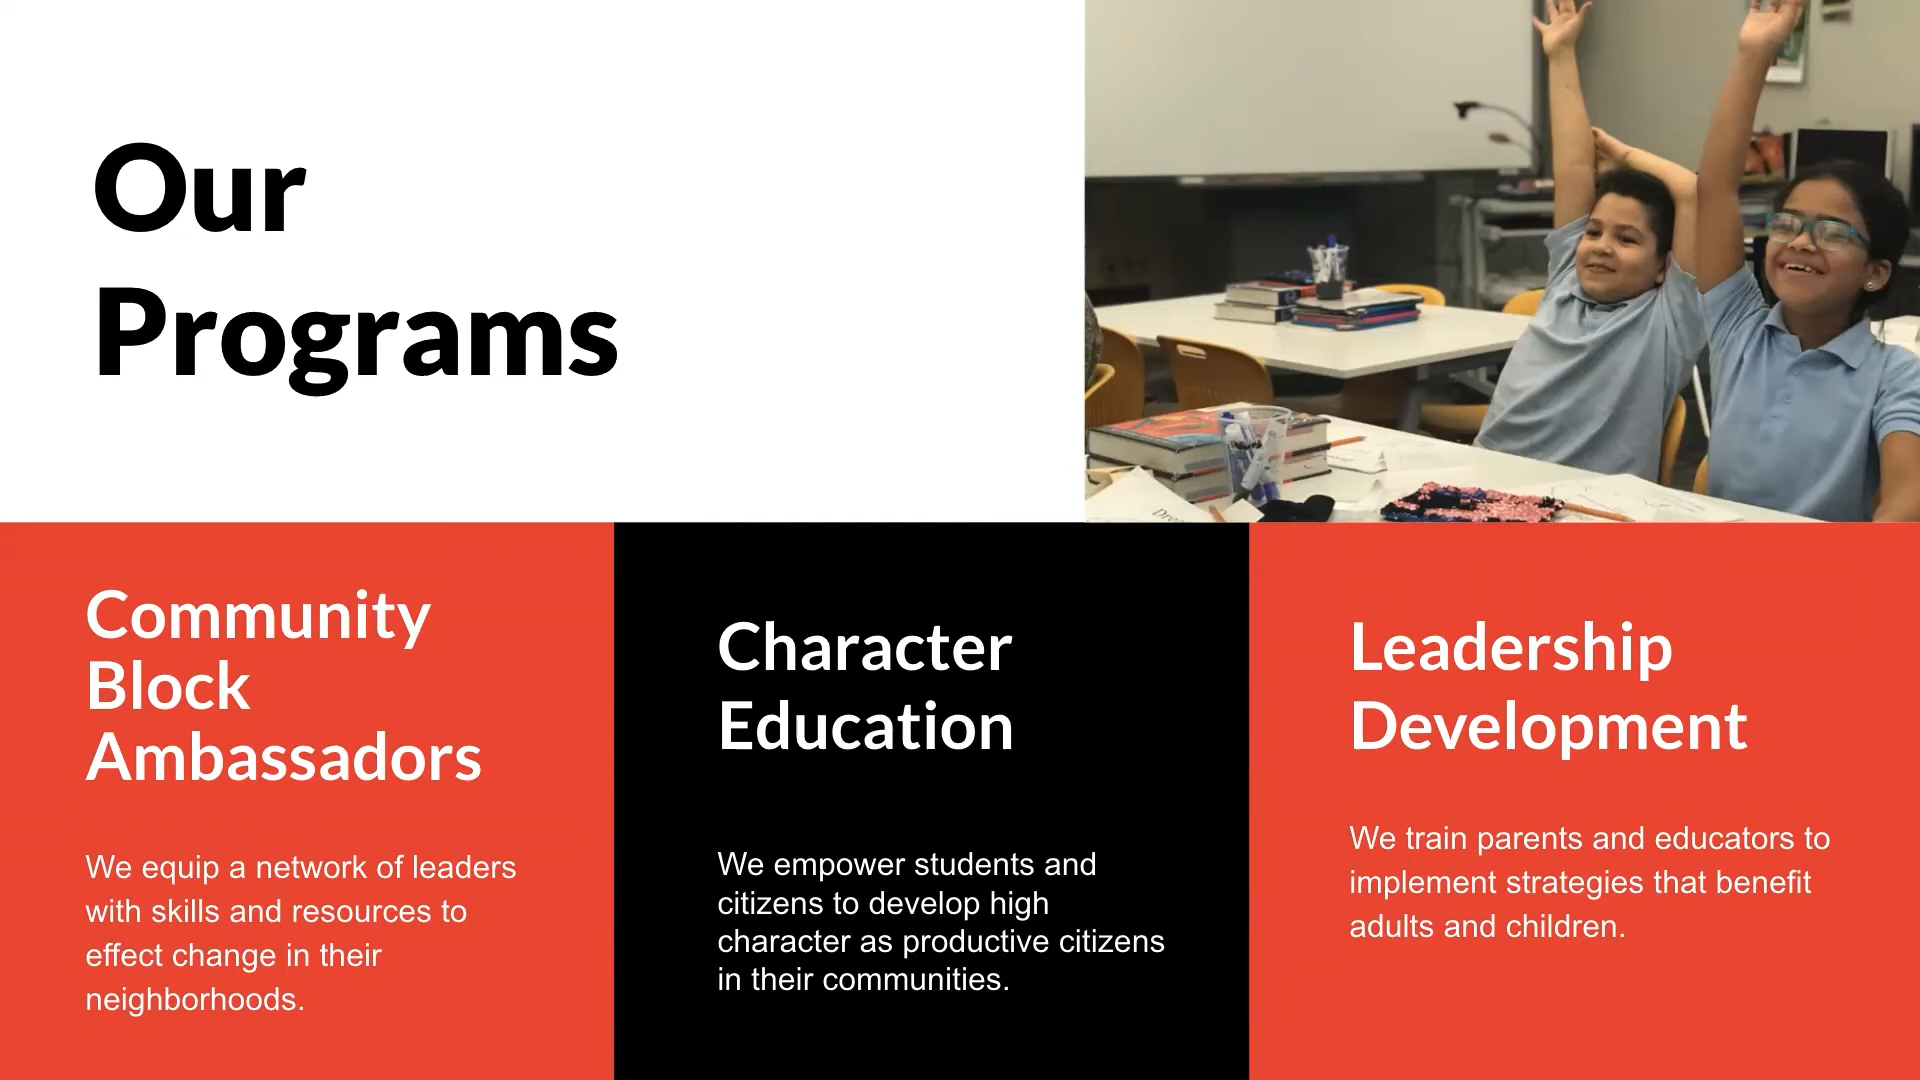 Our
Programs
Community
Block
Ambassadors
We equip a network of leaders
with skills and resources to
effect change in their
neighborhoods.
Character
Education
We empower students and
citizens to develop high
character as productive citizens
in their communities.
Leadership
Development
We train parents and educators to
implement strategies that benefit
adults and children.